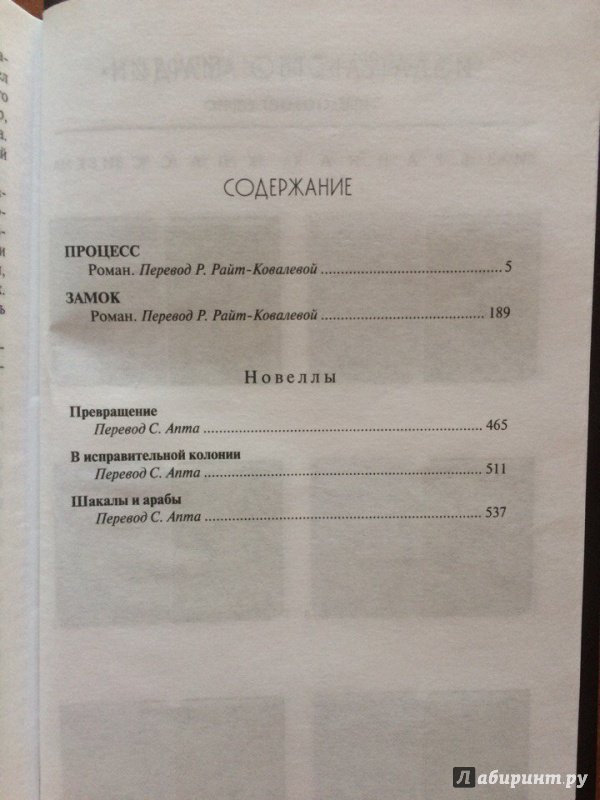 СОДЕРЖАНИЕ
ПРОЦЕСС
Роман. Перевод Р. Райт-Ковалевой ........................................ 5
ЗАМОК
Роман. Перевод Р. Райт-Ковалевой ................................... 189
Новеллы
Превращение
Перевод С. Апта ............................................................. 465
В исправительной колонии
Перевод С. Апта ............................................................. 511
Шакалы и арабы
Перевод С. Апта ............................................................. 537
Лабиринт.ру